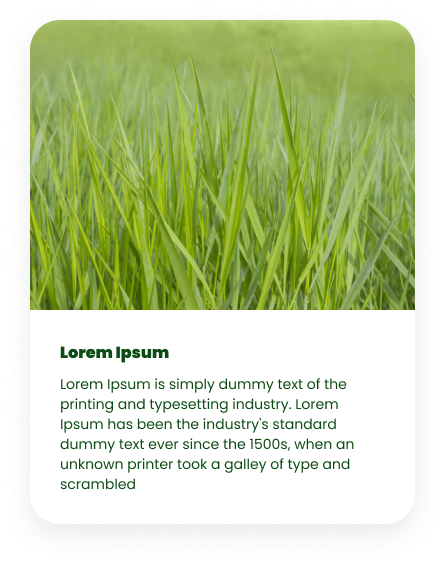 Lorem Ipsum
Lorem Ipsum is simply dummy text of the
printing and typesetting industry. Lorem
Ipsum has been the industry's standard
dummy text ever since the 1500s, when an
unknown printer took a galley of type and
scrambled